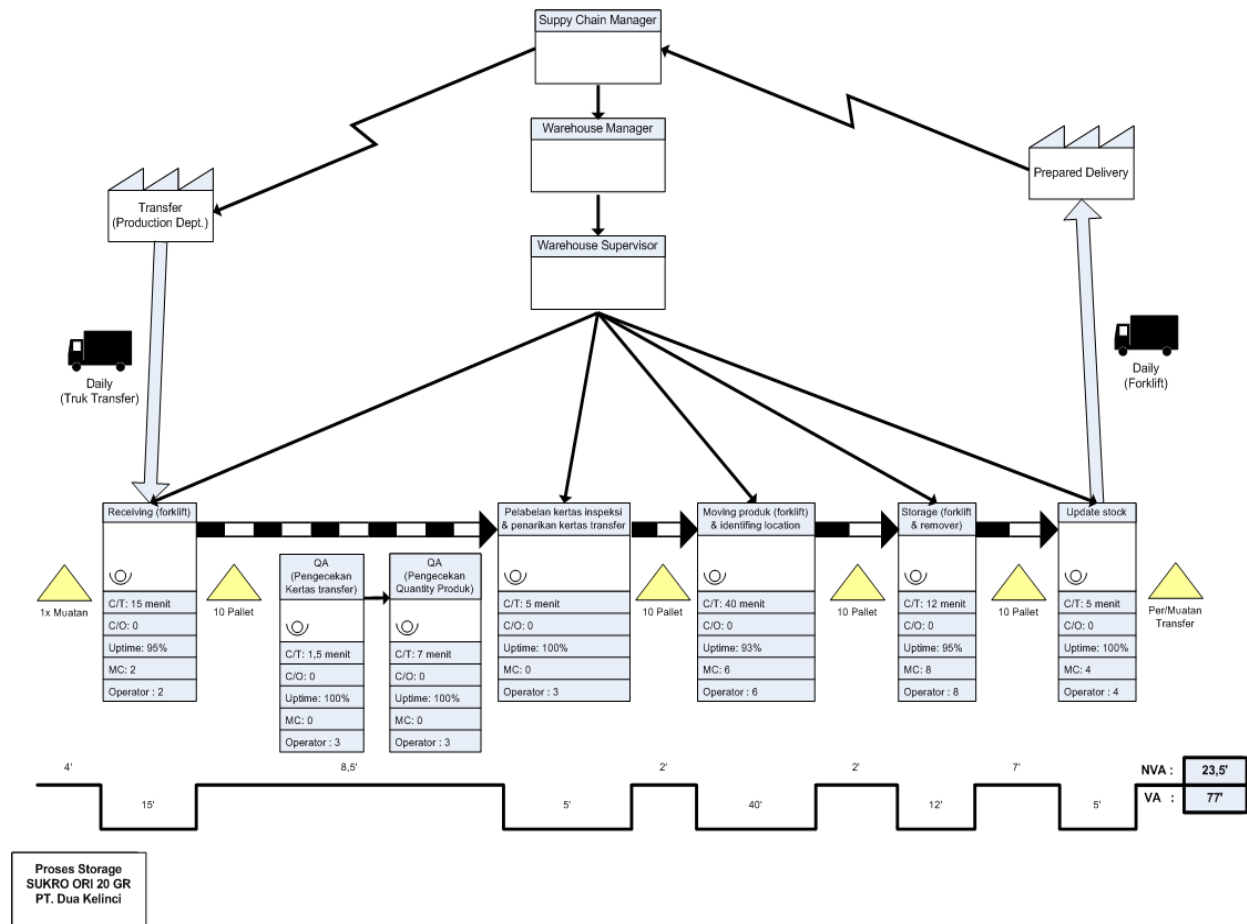 Suppy Chain Manager
Warehouse Manager
Warehouse Supervisor
Transfer
(Production Dept.)
Prepared Delivery
Daily
(Truk Transfer)
Daily
(Forklift)
Receiving (forklift)
C/T: 15 menit
C/O: 0
Uptime: 95%
MC: 2
Operator : 2
1x Muatan
10 Pallet
QA
(Pengecekan
Kertas transfer)
C/T: 1,5 menit
C/O: 0
Uptime: 100%
MC: 0
Operator : 3
QA
(Pengecekan
Quantity Produk)
C/T: 7 menit
C/O: 0
Uptime: 100%
MC: 0
Operator : 3
Pelabelan kertas inspeksi
& penarikan kertas transfer
C/T: 5 menit
C/O: 0
Uptime: 100%
MC: 0
Operator : 3
10 Pallet
Moving produk (forklift)
& identifing location
C/T: 40 menit
C/O: 0
Uptime: 93%
MC: 6
Operator : 6
10 Pallet
Storage (forklift
& remover)
C/T: 12 menit
C/O: 0
Uptime: 95%
MC: 8
Operator : 8
10 Pallet
Update stock
C/T: 5 menit
C/O: 0
Uptime: 100%
MC: 4
Operator : 4
Per/Muatan
Transfer
4'
8,5'
2'
2'
7'
NVA :
23,5'
15'
5'
40'
12'
5'
VA :
77'
Proses Storage
SUKRO ORI 20 GR
PT. Dua Kelinci